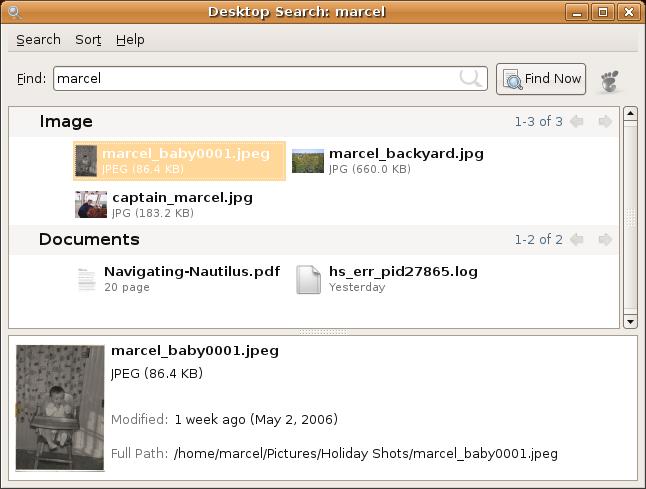 Desktop Search: marcel
Search Sort Help
Find: marcel Find Now
Image 1-3 of 3
marcel_baby0001.jpeg marcel_backyard.jpg
JPEG (86.4 KB) JPG (660.0 KB)
captain_marcel.jpg
JPG (183.2 KB)
Documents 1-2 of 2
Navigating-Nautilus.pdf hs_err_pid27865.log
20 page Yesterday
marcel_baby0001.jpeg
JPEG (86.4 KB)
Modified: 1 week ago (May 2, 2006)
Full Path: /home/marcel/Pictures/Holiday Shots/marcel_baby0001.jpeg